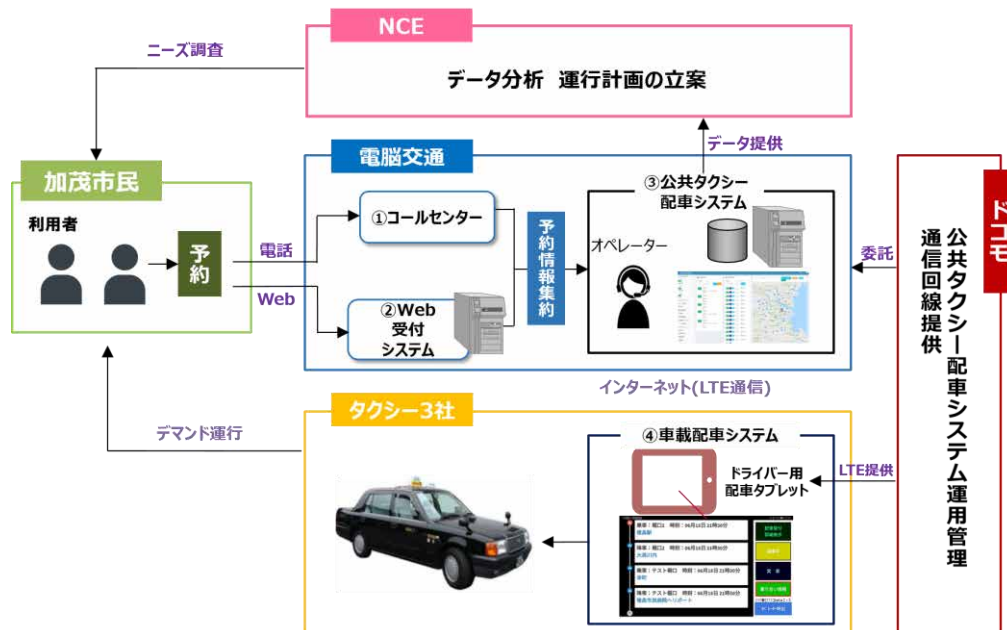 NCE
ニーズ調査
データ分析 運行計画の立案
データ提供
電脳交通
加茂市民
利用者
予約
電話
Web
①コールセンター
②Web
受付
システム
予約情報集約
③公共タクシー
配車システム
オペレーター
委託
ドコモ
公共タクシー配車システム運用管理
通信回線提供
インターネット(LTE通信)
タクシー3社
デマンド運行
④車載配車システム
ドライバー用
配車タブレット
LTE提供